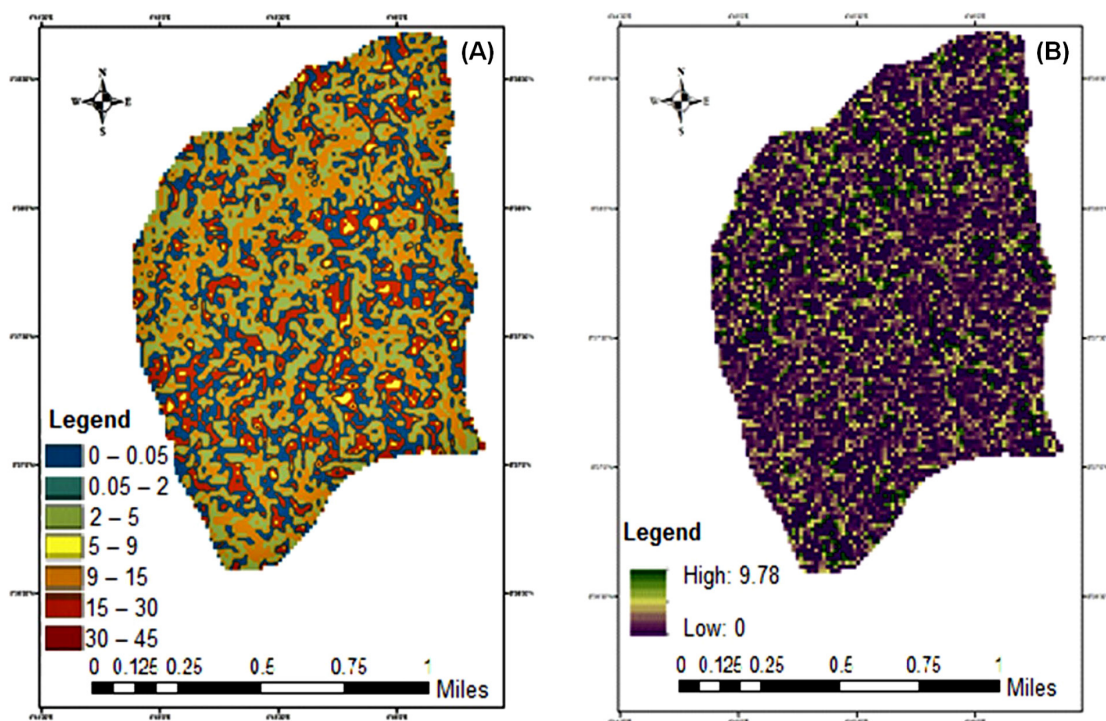 (A)
N
W E
S
Legend
0 – 0.05
0.05 – 2
2 – 5
5 – 9
9 – 15
15 – 30
30 – 45
0 0.125 0.25 0.5 0.75 1
Miles
(B)
N
W E
S
Legend
High: 9.78
Low: 0
0 0.125 0.25 0.5 0.75 1
Miles